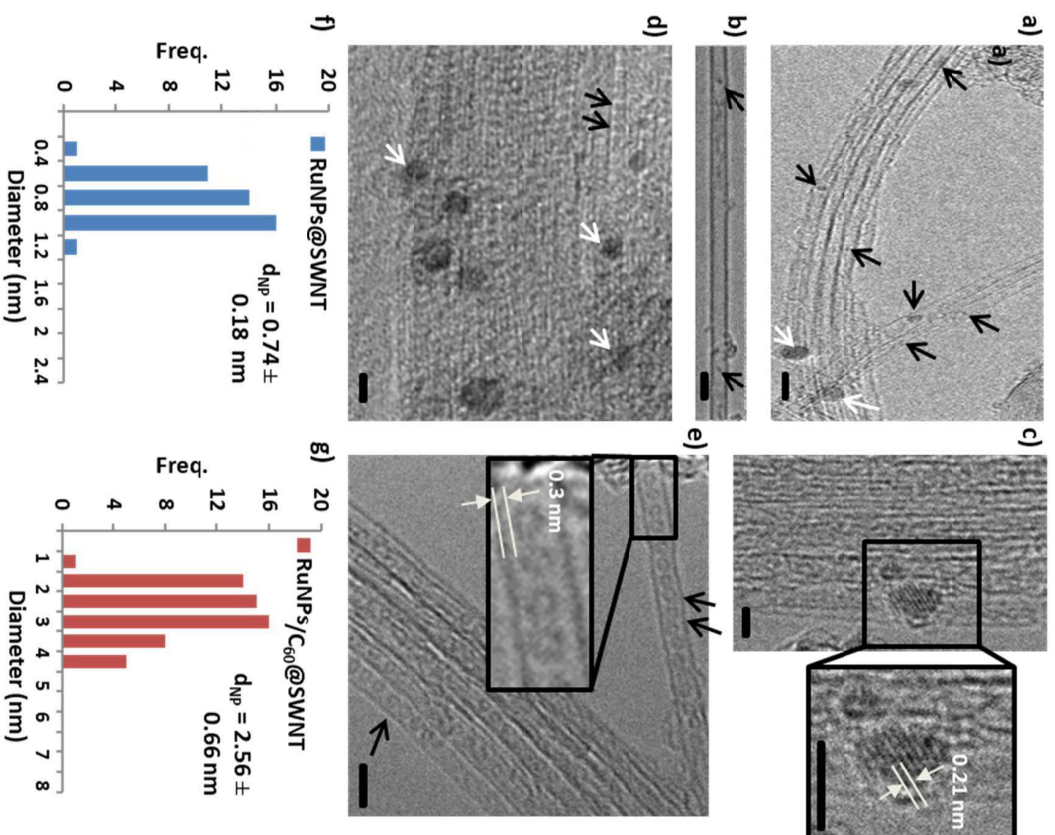 a)
a)
b)
c)
0.21 nm
d)
e)
0.3 nm
f)
RuNPs@SWNT
Freq.
20
16
12
8
4
0
d_NP = 0.74 ±
0.18 nm
0.4 0.8 1.2 1.6 2 2.4
Diameter (nm)
g)
RuNPs/C₆₀@SWNT
Freq.
20
16
12
8
4
0
d_NP = 2.56 ±
0.66 nm
1 2 3 4 5 6 7 8
Diameter (nm)